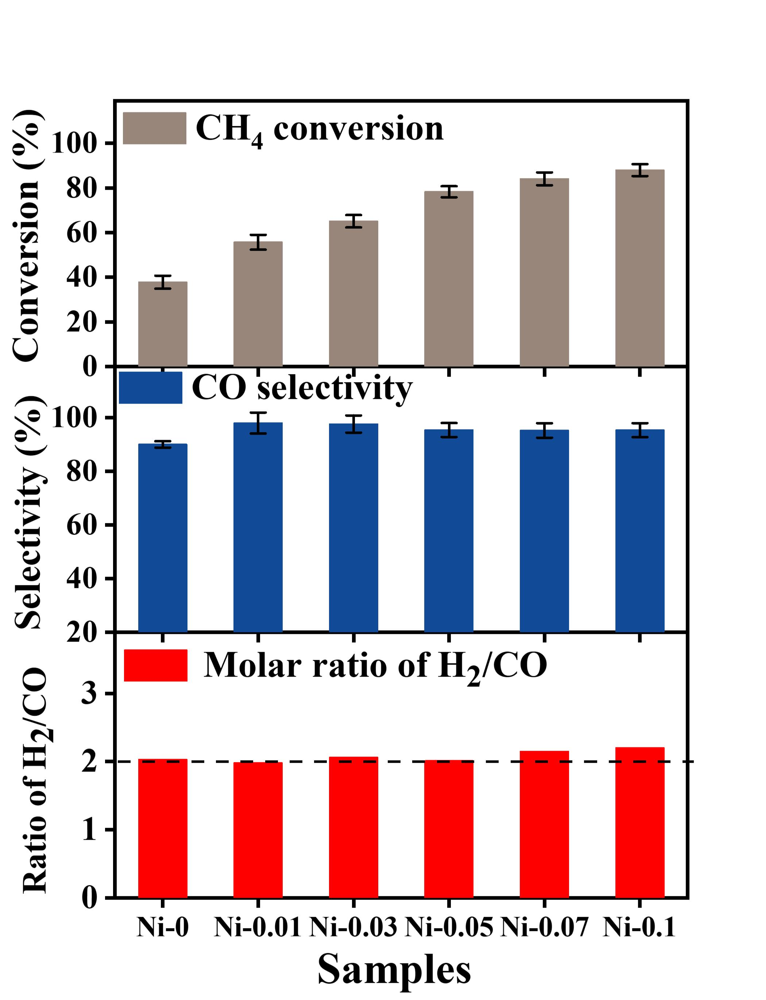 CH4 conversion
Conversion (%)
100
80
60
40
20
0
CO selectivity
Selectivity (%)
100
80
60
40
20
Molar ratio of H2/CO
Ratio of H2/CO
3
2
1
0
Ni-0 Ni-0.01 Ni-0.03 Ni-0.05 Ni-0.07 Ni-0.1
Samples